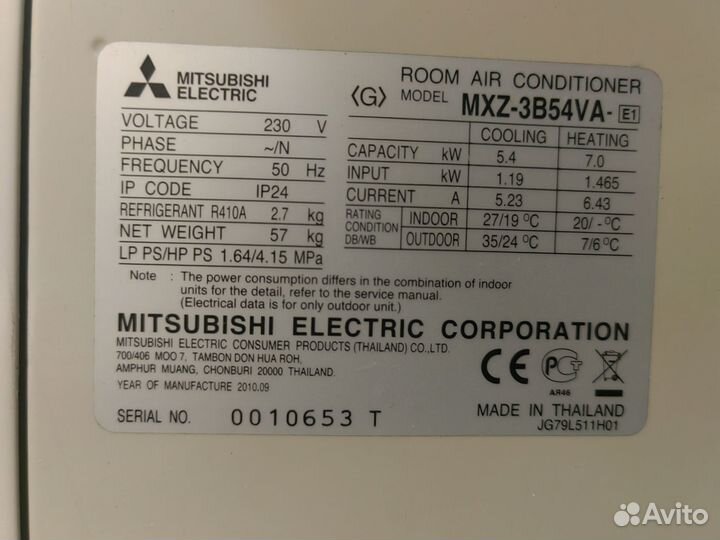 MITSUBISHI ELECTRIC
ROOM AIR CONDITIONER
⟨G⟩ MODEL MXZ-3B54VA- E1
VOLTAGE 230 V
PHASE ~/N
FREQUENCY 50 Hz
IP CODE IP24
REFRIGERANT R410A 2.7 kg
NET WEIGHT 57 kg
LP PS/HP PS 1.64/4.15 MPa
COOLING HEATING
CAPACITY kW 5.4 7.0
INPUT kW 1.19 1.465
CURRENT A 5.23 6.43
RATING CONDITION DB/WB INDOOR 27/19 °C 20/ - °C
OUTDOOR 35/24 °C 7/6 °C
Note : The power consumption differs in the combination of indoor
units for the detail, refer to the service manual.
(Electrical data is for only outdoor unit.)
MITSUBISHI ELECTRIC CORPORATION
MITSUBISHI ELECTRIC CONSUMER PRODUCTS (THAILAND) CO.,LTD.
700/406 MOO 7, TAMBON DON HUA ROH,
AMPHUR MUANG, CHONBURI 20000 THAILAND.
YEAR OF MANUFACTURE 2010.09
CE PCT
AЯ46
SERIAL NO. 0010653 T
MADE IN THAILAND
JG79L511H01
Avito